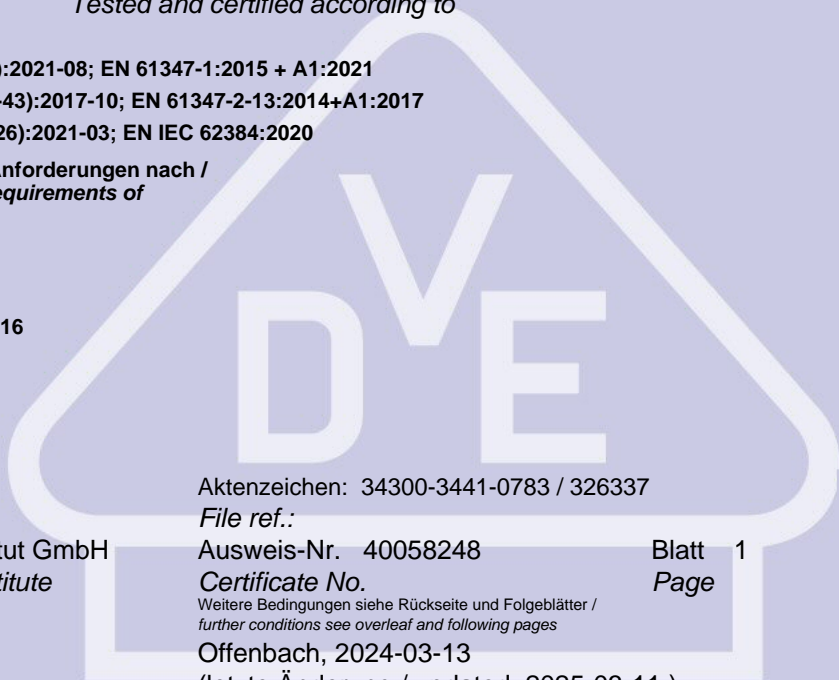 Tested and certified according to
):2021-08; EN 61347-1:2015 + A1:2021
-43):2017-10; EN 61347-2-13:2014+A1:2017
26):2021-03; EN IEC 62384:2020
Anforderungen nach /
equirements of
16
VDE
Aktenzeichen: 34300-3441-0783 / 326337
File ref.:
tut GmbH Ausweis-Nr. 40058248 Blatt 1
titute Certificate No. Page
Weitere Bedingungen siehe Rückseite und Folgeblätter /
further conditions see overleaf and following pages
Offenbach, 2024-03-13